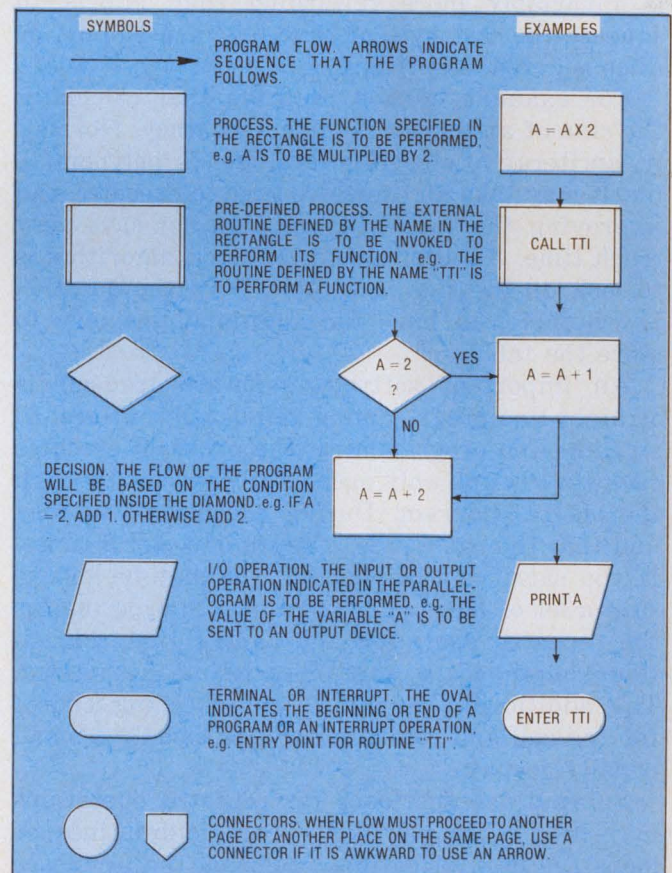 SYMBOLS
EXAMPLES
PROGRAM FLOW. ARROWS INDICATE
SEQUENCE THAT THE PROGRAM
FOLLOWS.
PROCESS. THE FUNCTION SPECIFIED IN
THE RECTANGLE IS TO BE PERFORMED,
e.g. A IS TO BE MULTIPLIED BY 2.
A = A X 2
PRE-DEFINED PROCESS. THE EXTERNAL
ROUTINE DEFINED BY THE NAME IN THE
RECTANGLE IS TO BE INVOKED TO
PERFORM ITS FUNCTION. e.g. THE
ROUTINE DEFINED BY THE NAME "TTI" IS
TO PERFORM A FUNCTION.
CALL TTI
A = 2
?
YES
A = A + 1
NO
A = A + 2
DECISION. THE FLOW OF THE PROGRAM
WILL BE BASED ON THE CONDITION
SPECIFIED INSIDE THE DIAMOND. e.g. IF A
= 2, ADD 1. OTHERWISE ADD 2.
I/O OPERATION. THE INPUT OR OUTPUT
OPERATION INDICATED IN THE PARALLEL-
OGRAM IS TO BE PERFORMED, e.g. THE
VALUE OF THE VARIABLE "A" IS TO BE
SENT TO AN OUTPUT DEVICE.
PRINT A
TERMINAL OR INTERRUPT. THE OVAL
INDICATES THE BEGINNING OR END OF A
PROGRAM OR AN INTERRUPT OPERATION,
e.g. ENTRY POINT FOR ROUTINE "TTI".
ENTER TTI
CONNECTORS. WHEN FLOW MUST PROCEED TO ANOTHER
PAGE OR ANOTHER PLACE ON THE SAME PAGE, USE A
CONNECTOR IF IT IS AWKWARD TO USE AN ARROW.